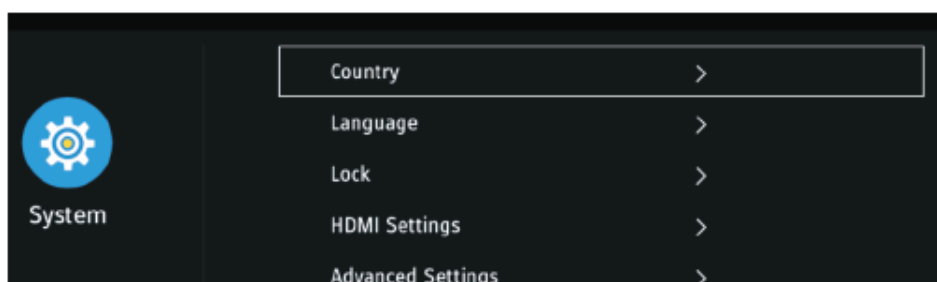 Country
Language
Lock
System
HDMI Settings
Advanced Settings